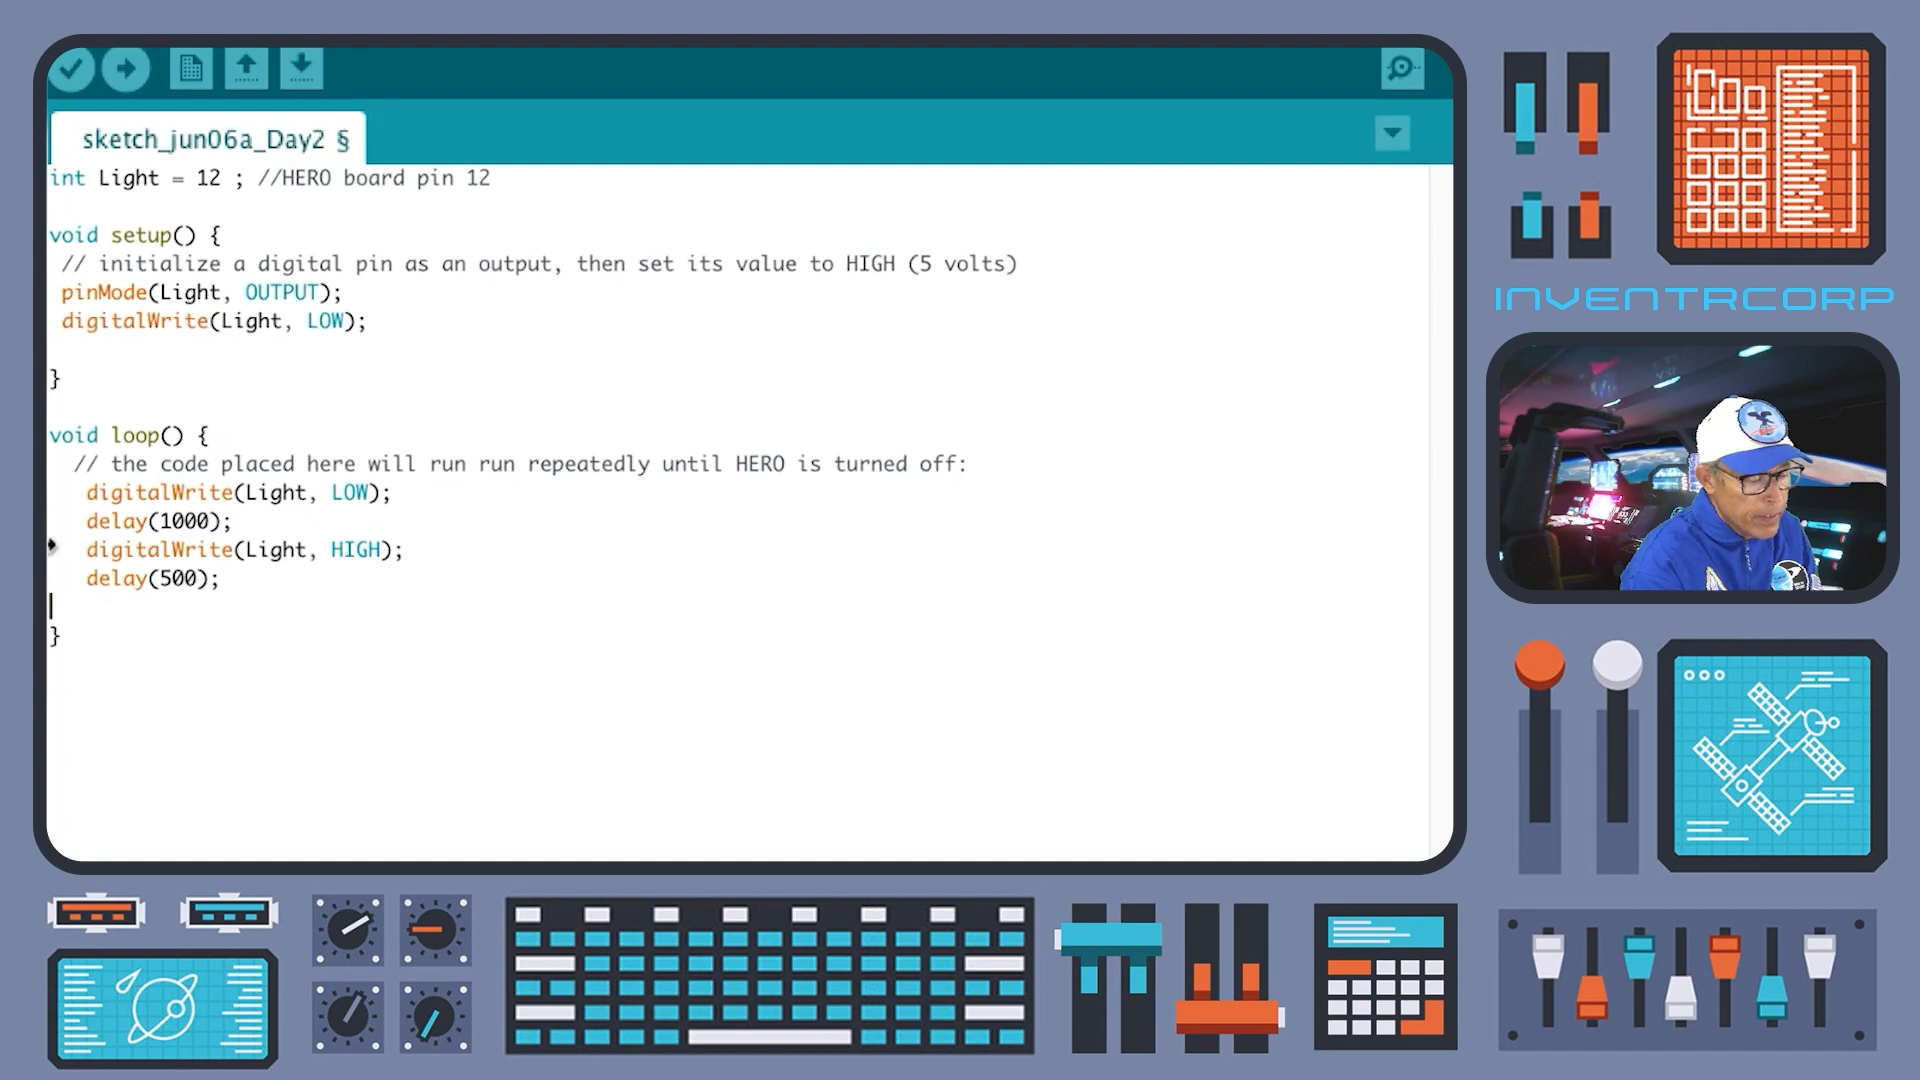 sketch_jun06a_Day2 §
int Light = 12 ; //HERO board pin 12
void setup() {
// initialize a digital pin as an output, then set its value to HIGH (5 volts)
pinMode(Light, OUTPUT);
digitalWrite(Light, LOW);
}
void loop() {
// the code placed here will run run repeatedly until HERO is turned off:
digitalWrite(Light, LOW);
delay(1000);
digitalWrite(Light, HIGH);
delay(500);
}
INVENTRCORP